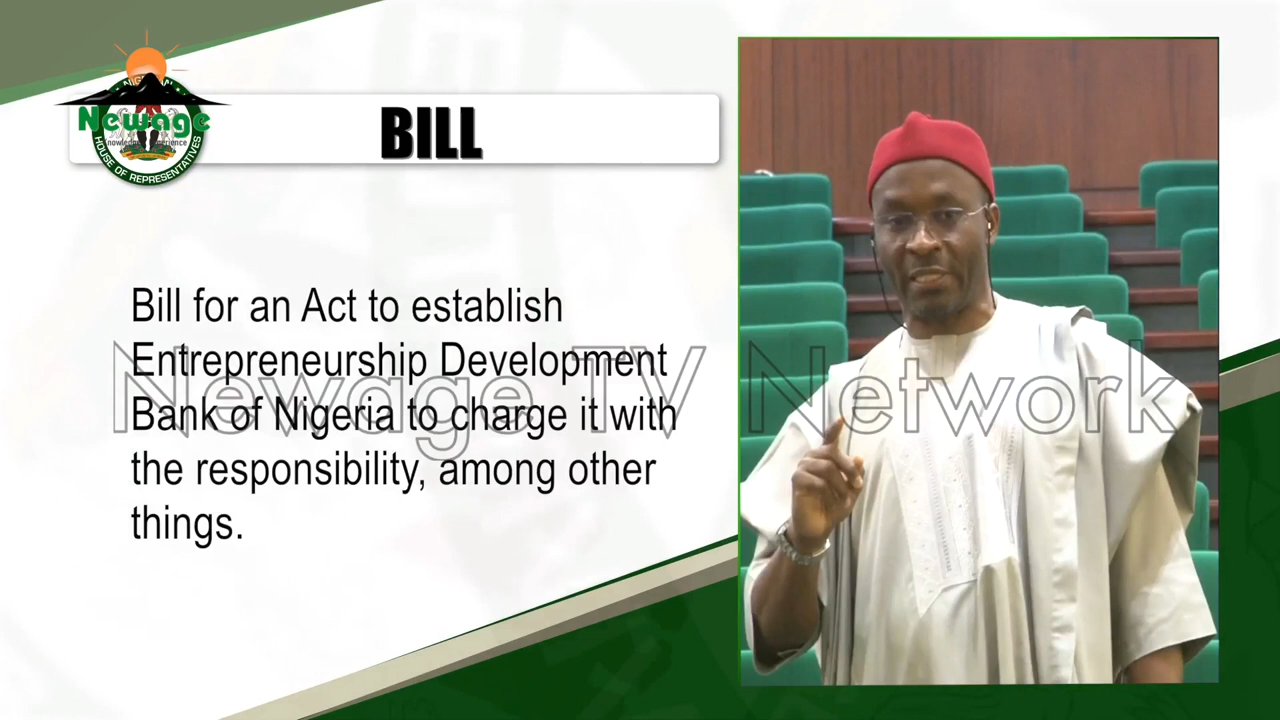 Newage
HOUSE OF REPRESENTATIVES
BILL
Bill for an Act to establish
Entrepreneurship Development
Bank of Nigeria to charge it with
the responsibility, among other
things.
Newage TV Network